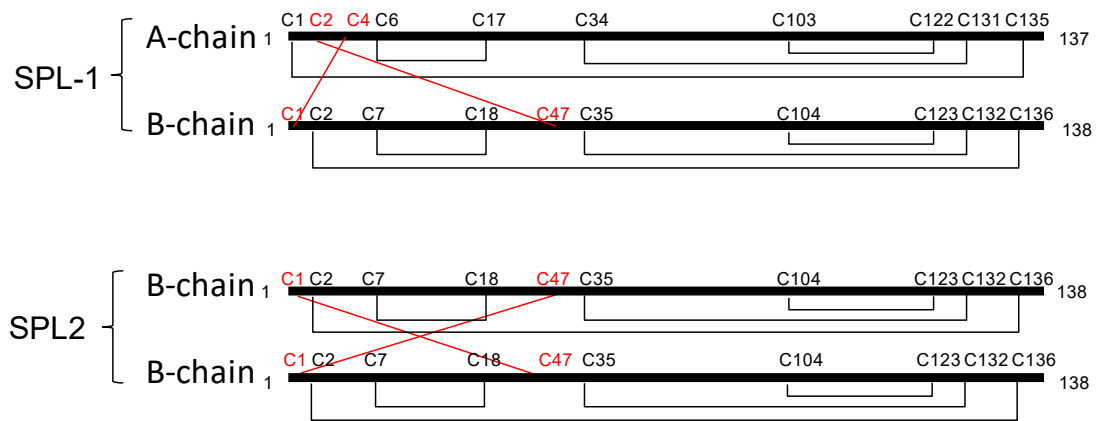 C1 C2 C4 C6 C17 C34 C103 C122 C131 C135
A-chain 1 137
SPL-1
C1 C2 C7 C18 C47 C35 C104 C123 C132 C136
B-chain 1 138
C1 C2 C7 C18 C47 C35 C104 C123 C132 C136
B-chain 1 138
SPL2
C1 C2 C7 C18 C47 C35 C104 C123 C132 C136
B-chain 1 138